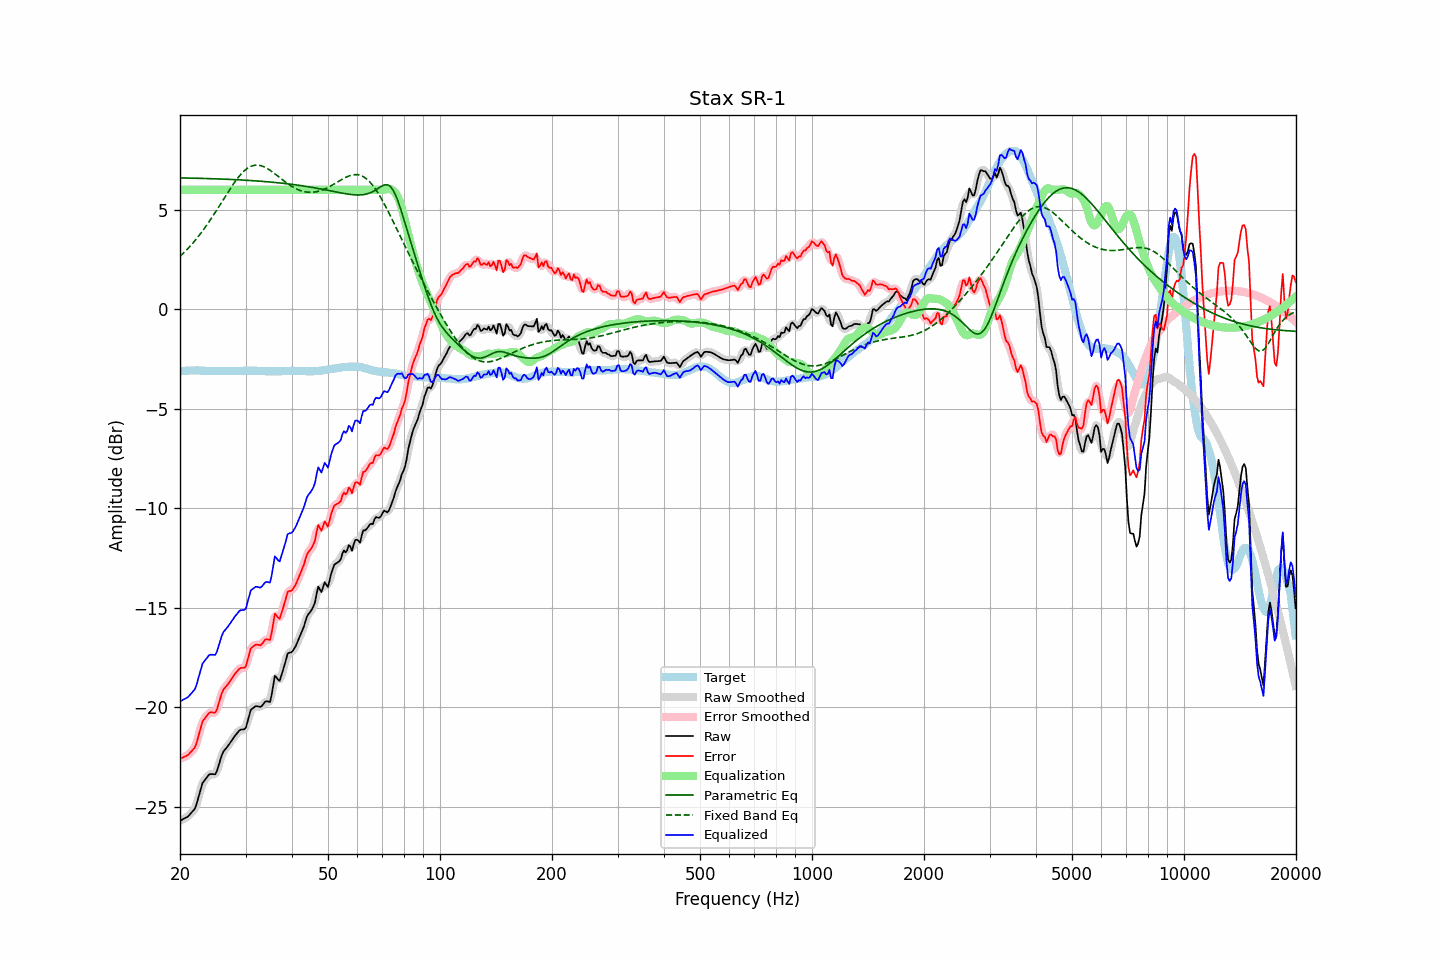 Stax SR-1
Amplitude (dBr)
5
0
−5
−10
−15
−20
−25
Target
Raw Smoothed
Error Smoothed
Raw
Error
Equalization
Parametric Eq
Fixed Band Eq
Equalized
20 50 100 200 500 1000 2000 5000 10000 20000
Frequency (Hz)